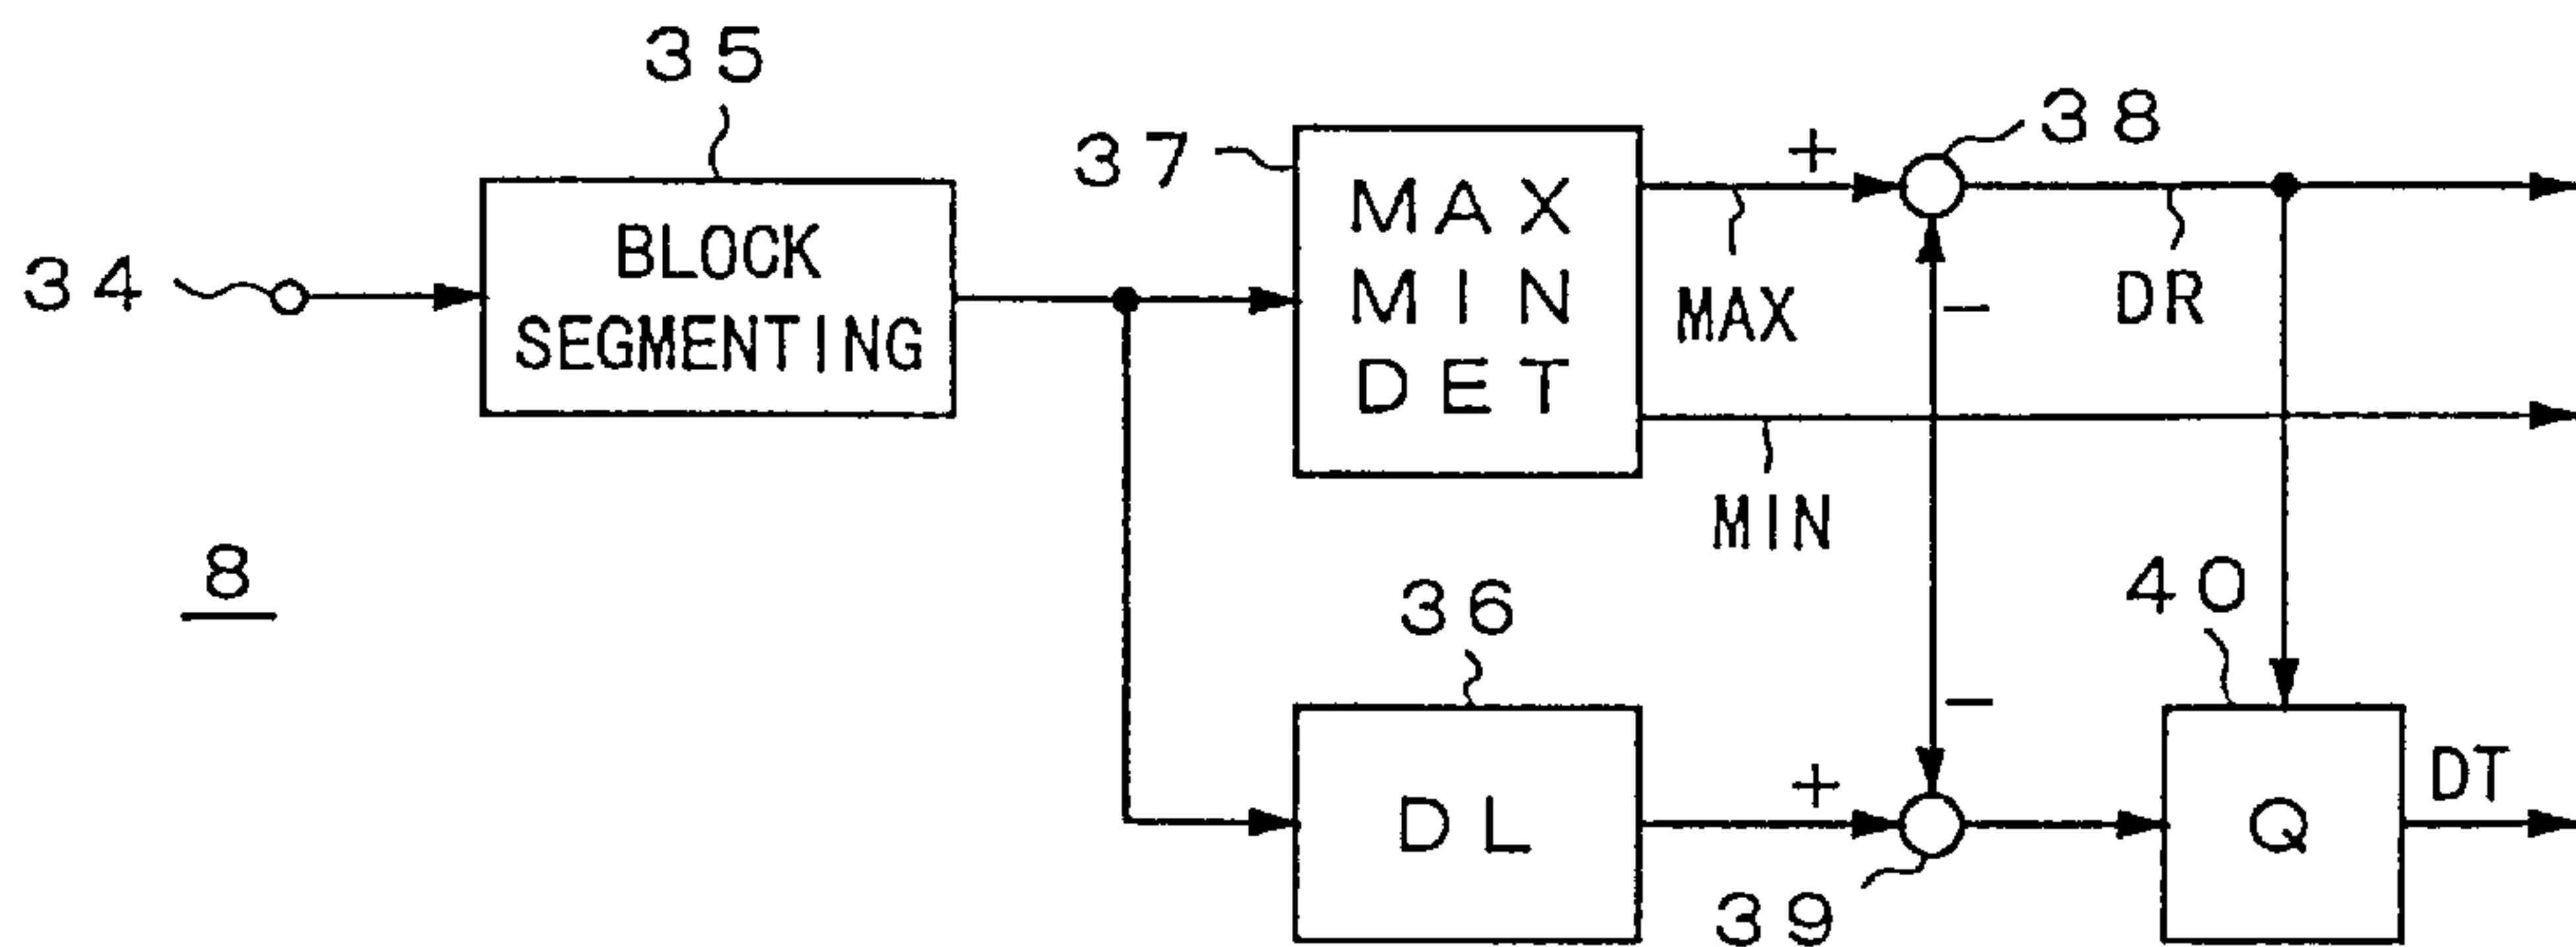 35
34
BLOCK
SEGMENTING
37
MAX
MIN
DET
+
38
MAX
−
DR
MIN
8
36
DL
−
+
39
40
Q
DT